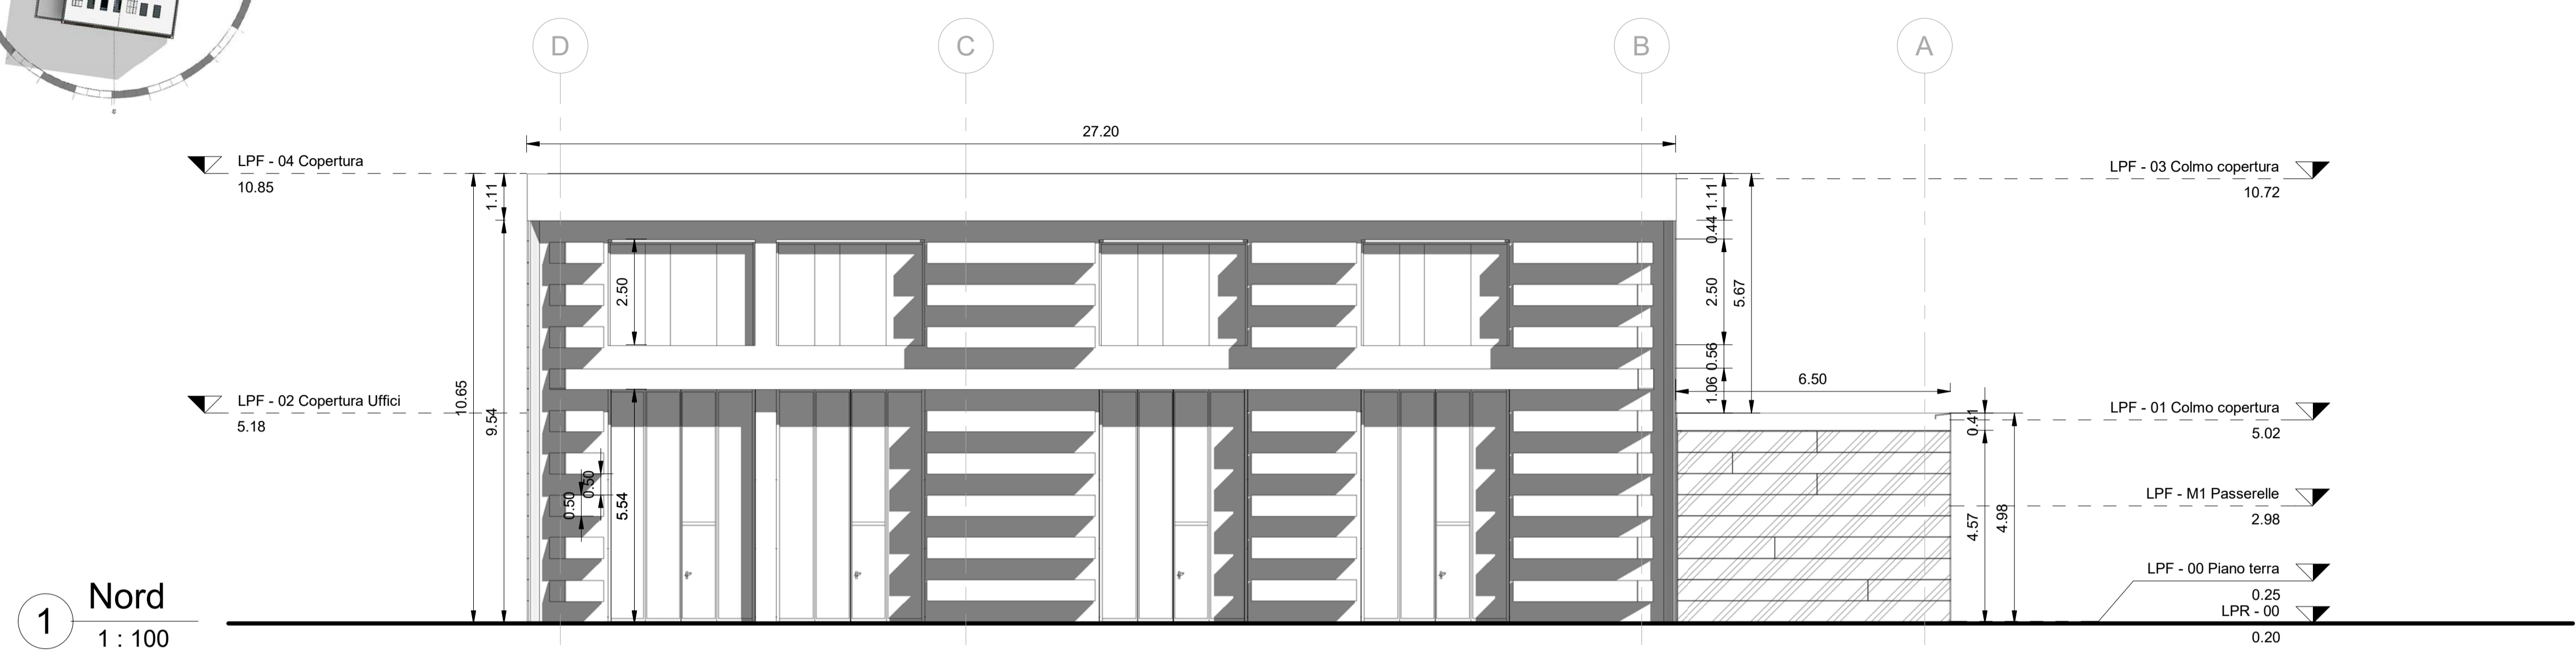 D
C
B
A
27.20
LPF - 04 Copertura
10.85
LPF - 03 Colmo copertura
10.72
1.11
1.11
0.44
2.50
2.50
5.67
0.56
1.06
6.50
LPF - 02 Copertura Uffici
5.18
10.65
9.54
LPF - 01 Colmo copertura
5.02
0.41
0.50
0.50
5.54
4.57
4.98
LPF - M1 Passerelle
2.98
LPF - 00 Piano terra
0.25
LPR - 00
0.20
1
Nord
1 : 100